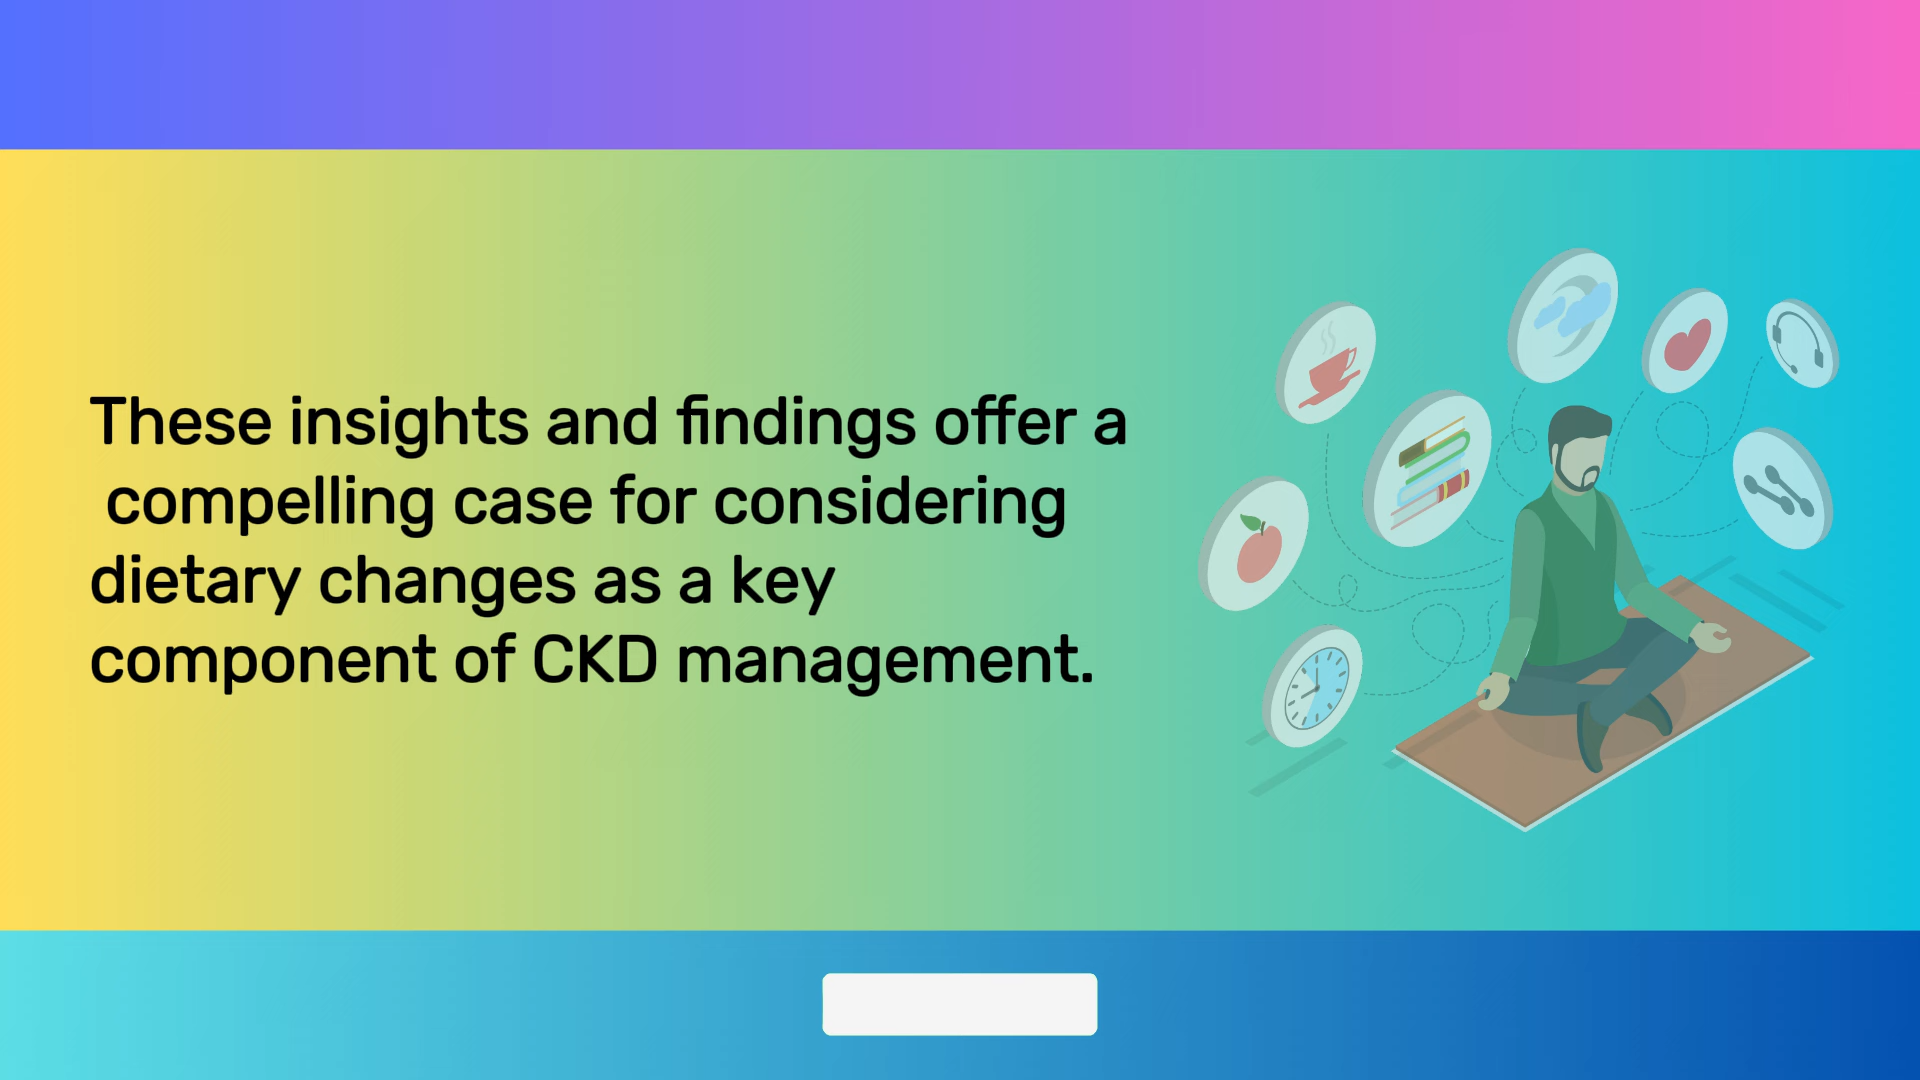 These insights and findings offer a
compelling case for considering
dietary changes as a key
component of CKD management.